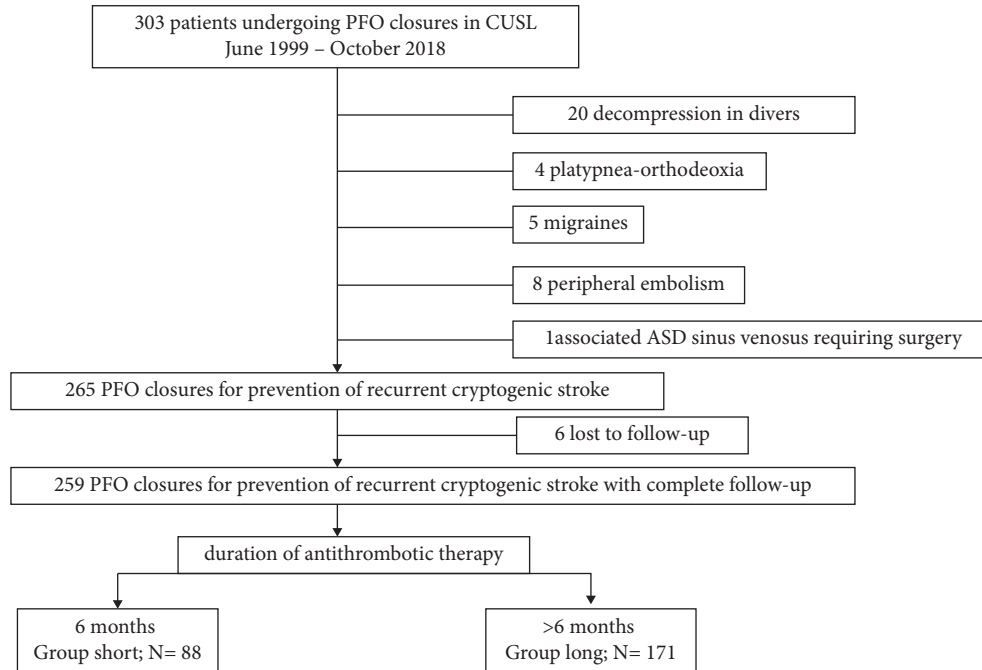 303 patients undergoing PFO closures in CUSL
June 1999 – October 2018
20 decompression in divers
4 platypnea-orthodeoxia
5 migraines
8 peripheral embolism
1associated ASD sinus venosus requiring surgery
265 PFO closures for prevention of recurrent cryptogenic stroke
6 lost to follow-up
259 PFO closures for prevention of recurrent cryptogenic stroke with complete follow-up
duration of antithrombotic therapy
6 months
Group short; N= 88
>6 months
Group long; N= 171